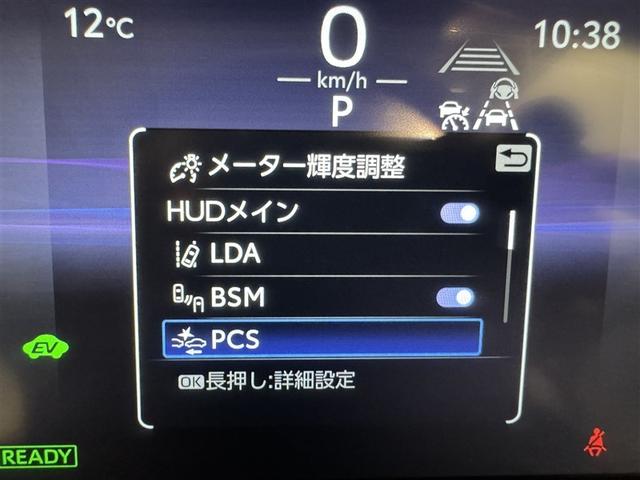 12℃
0
10:38
km/h
P
メーター輝度調整
HUDメイン
LDA
BSM
PCS
EV
OK長押し:詳細設定
READY